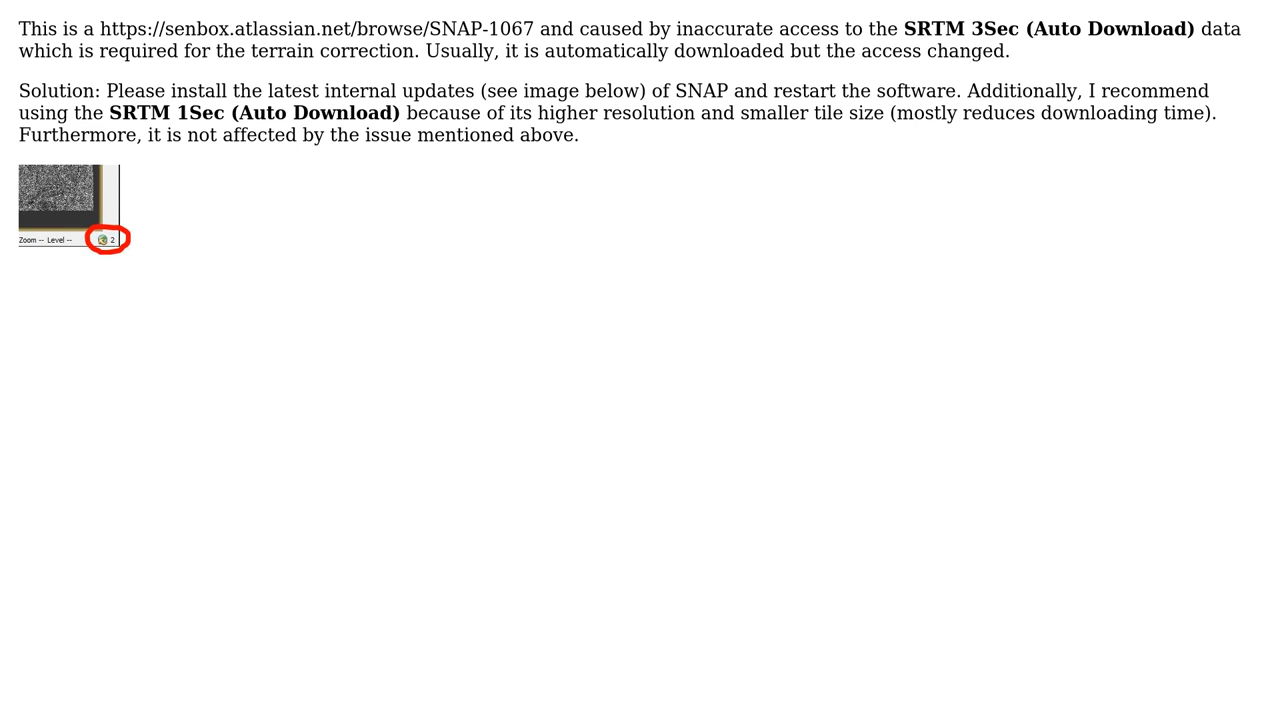 This is a https://senbox.atlassian.net/browse/SNAP-1067 and caused by inaccurate access to the SRTM 3Sec (Auto Download) data
which is required for the terrain correction. Usually, it is automatically downloaded but the access changed.
Solution: Please install the latest internal updates (see image below) of SNAP and restart the software. Additionally, I recommend
using the SRTM 1Sec (Auto Download) because of its higher resolution and smaller tile size (mostly reduces downloading time).
Furthermore, it is not affected by the issue mentioned above.
Zoom -- Level -- 2